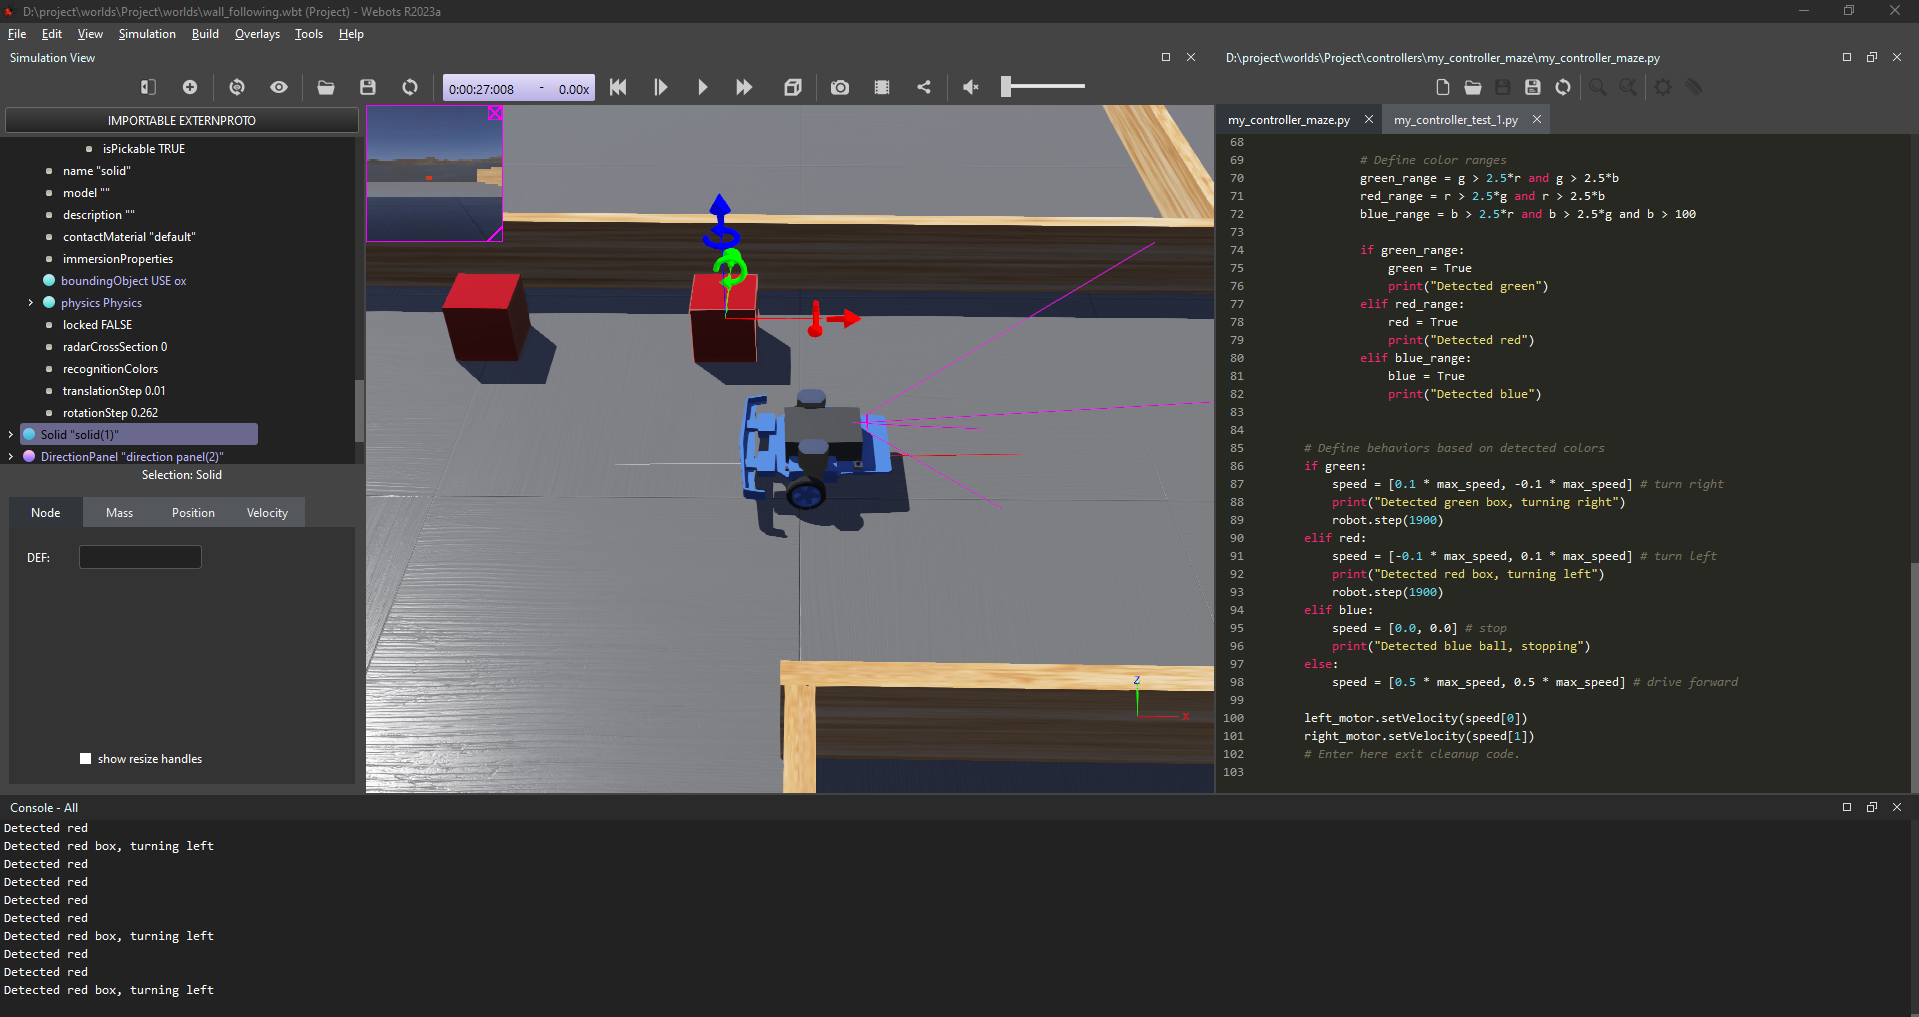 D:\project\worlds\Project\worlds\wall_following.wbt (Project) - Webots R2023a
File Edit View Simulation Build Overlays Tools Help
Simulation View
0:00:27:008 - 0.00x
IMPORTABLE EXTERNPROTO
isPickable TRUE
name "solid"
model ""
description ""
contactMaterial "default"
immersionProperties
boundingObject USE ox
physics Physics
locked FALSE
radarCrossSection 0
recognitionColors
translationStep 0.01
rotationStep 0.262
Solid "solid(1)"
DirectionPanel "direction panel(2)"
Selection: Solid
Node Mass Position Velocity
DEF:
show resize handles
Z
X
D:\project\worlds\Project\controllers\my_controller_maze\my_controller_maze.py
my_controller_maze.py my_controller_test_1.py
68
69 # Define color ranges
70 green_range = g > 2.5*r and g > 2.5*b
71 red_range = r > 2.5*g and r > 2.5*b
72 blue_range = b > 2.5*r and b > 2.5*g and b > 100
73
74 if green_range:
75 green = True
76 print("Detected green")
77 elif red_range:
78 red = True
79 print("Detected red")
80 elif blue_range:
81 blue = True
82 print("Detected blue")
83
84
85 # Define behaviors based on detected colors
86 if green:
87 speed = [0.1 * max_speed, -0.1 * max_speed] # turn right
88 print("Detected green box, turning right")
89 robot.step(1900)
90 elif red:
91 speed = [-0.1 * max_speed, 0.1 * max_speed] # turn left
92 print("Detected red box, turning left")
93 robot.step(1900)
94 elif blue:
95 speed = [0.0, 0.0] # stop
96 print("Detected blue ball, stopping")
97 else:
98 speed = [0.5 * max_speed, 0.5 * max_speed] # drive forward
99
100 left_motor.setVelocity(speed[0])
101 right_motor.setVelocity(speed[1])
102 # Enter here exit cleanup code.
103
Console - All
Detected red
Detected red box, turning left
Detected red
Detected red
Detected red
Detected red
Detected red box, turning left
Detected red
Detected red
Detected red box, turning left